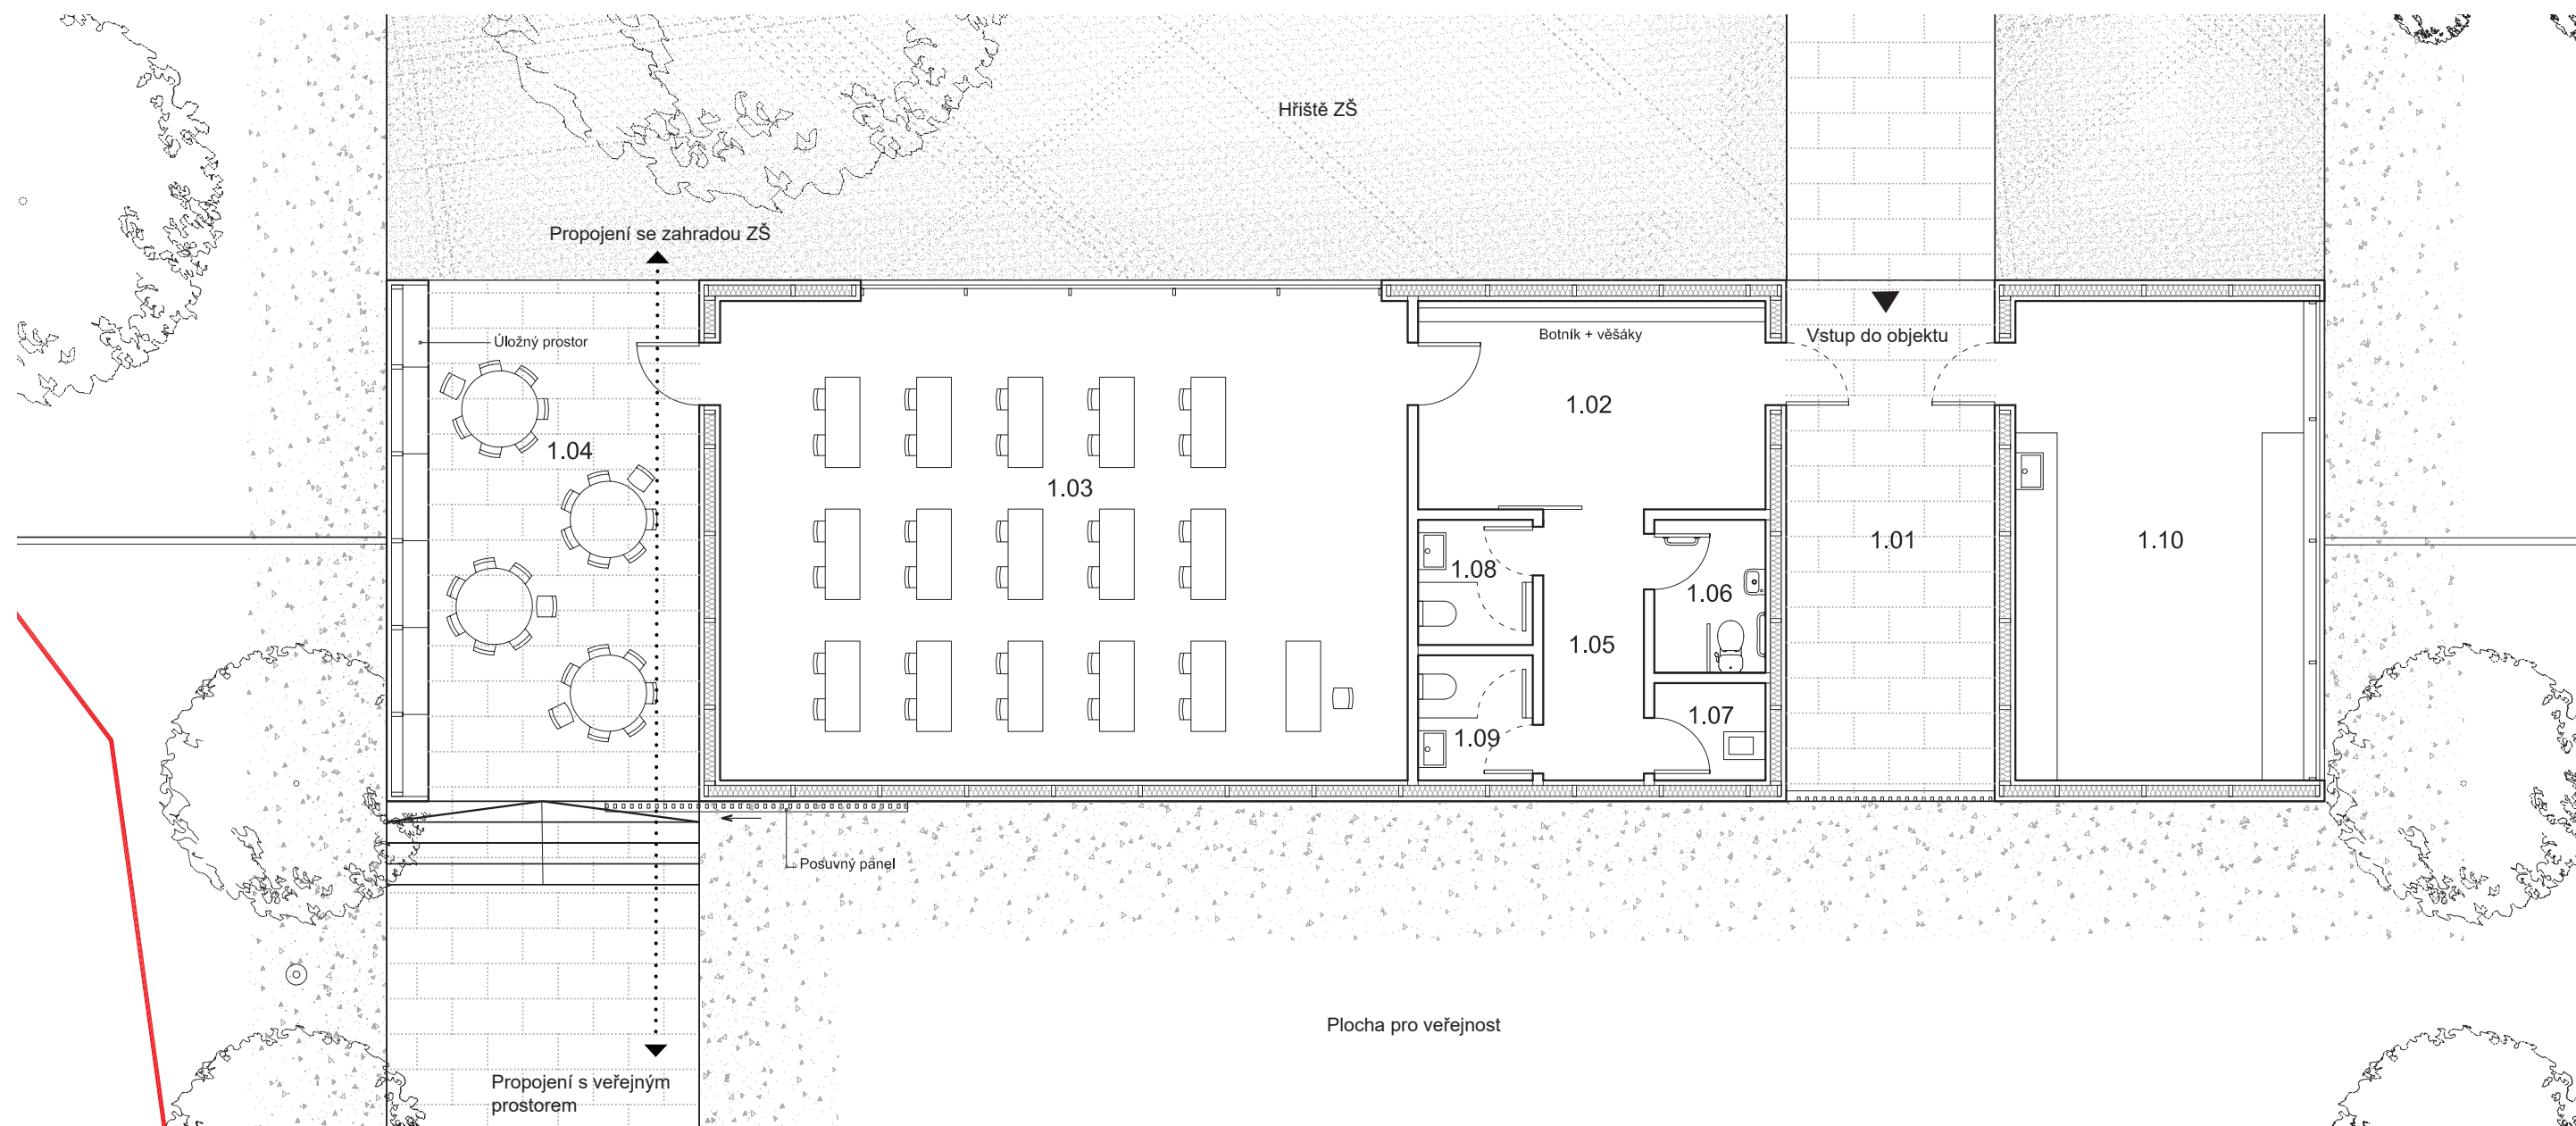 Hřiště ZŠ
Propojení se zahradou ZŠ
Úložný prostor
Botník + věšáky
Vstup do objektu
1.02
1.04
1.03
1.01
1.10
1.08
1.06
1.05
1.07
1.09
Posuvný panel
Plocha pro veřejnost
Propojení s veřejným
prostorem